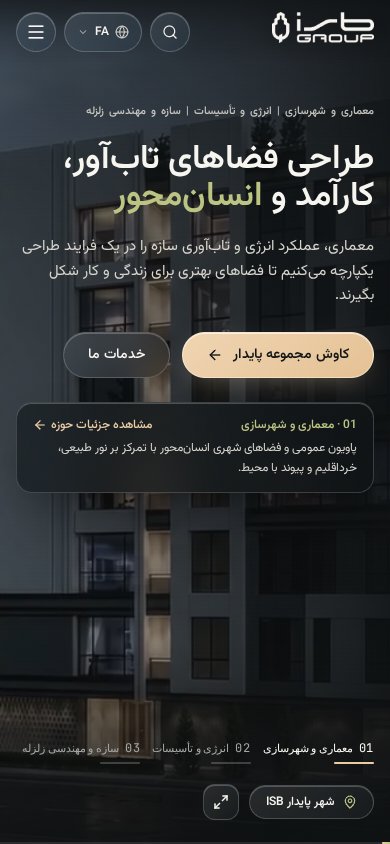 isb
GROUP
FA
معماری و شهرسازی | انرژی و تأسیسات | سازه و مهندسی زلزله
طراحی فضاهای تاب‌آور،
کارآمد و انسان‌محور
معماری، عملکرد انرژی و تاب‌آوری سازه را در یک فرایند طراحی
یکپارچه می‌کنیم تا فضاهای بهتری برای زندگی و کار شکل
بگیرند.
کاوش مجموعه پایدار ←
خدمات ما
01 · معماری و شهرسازی
مشاهده جزئیات حوزه ←
پاویون عمومی و فضاهای شهری انسان‌محور با تمرکز بر نور طبیعی،
خرداقلیم و پیوند با محیط.
01 معماری و شهرسازی
02 انرژی و تأسیسات
03 سازه و مهندسی زلزله
شهر پایدار ISB